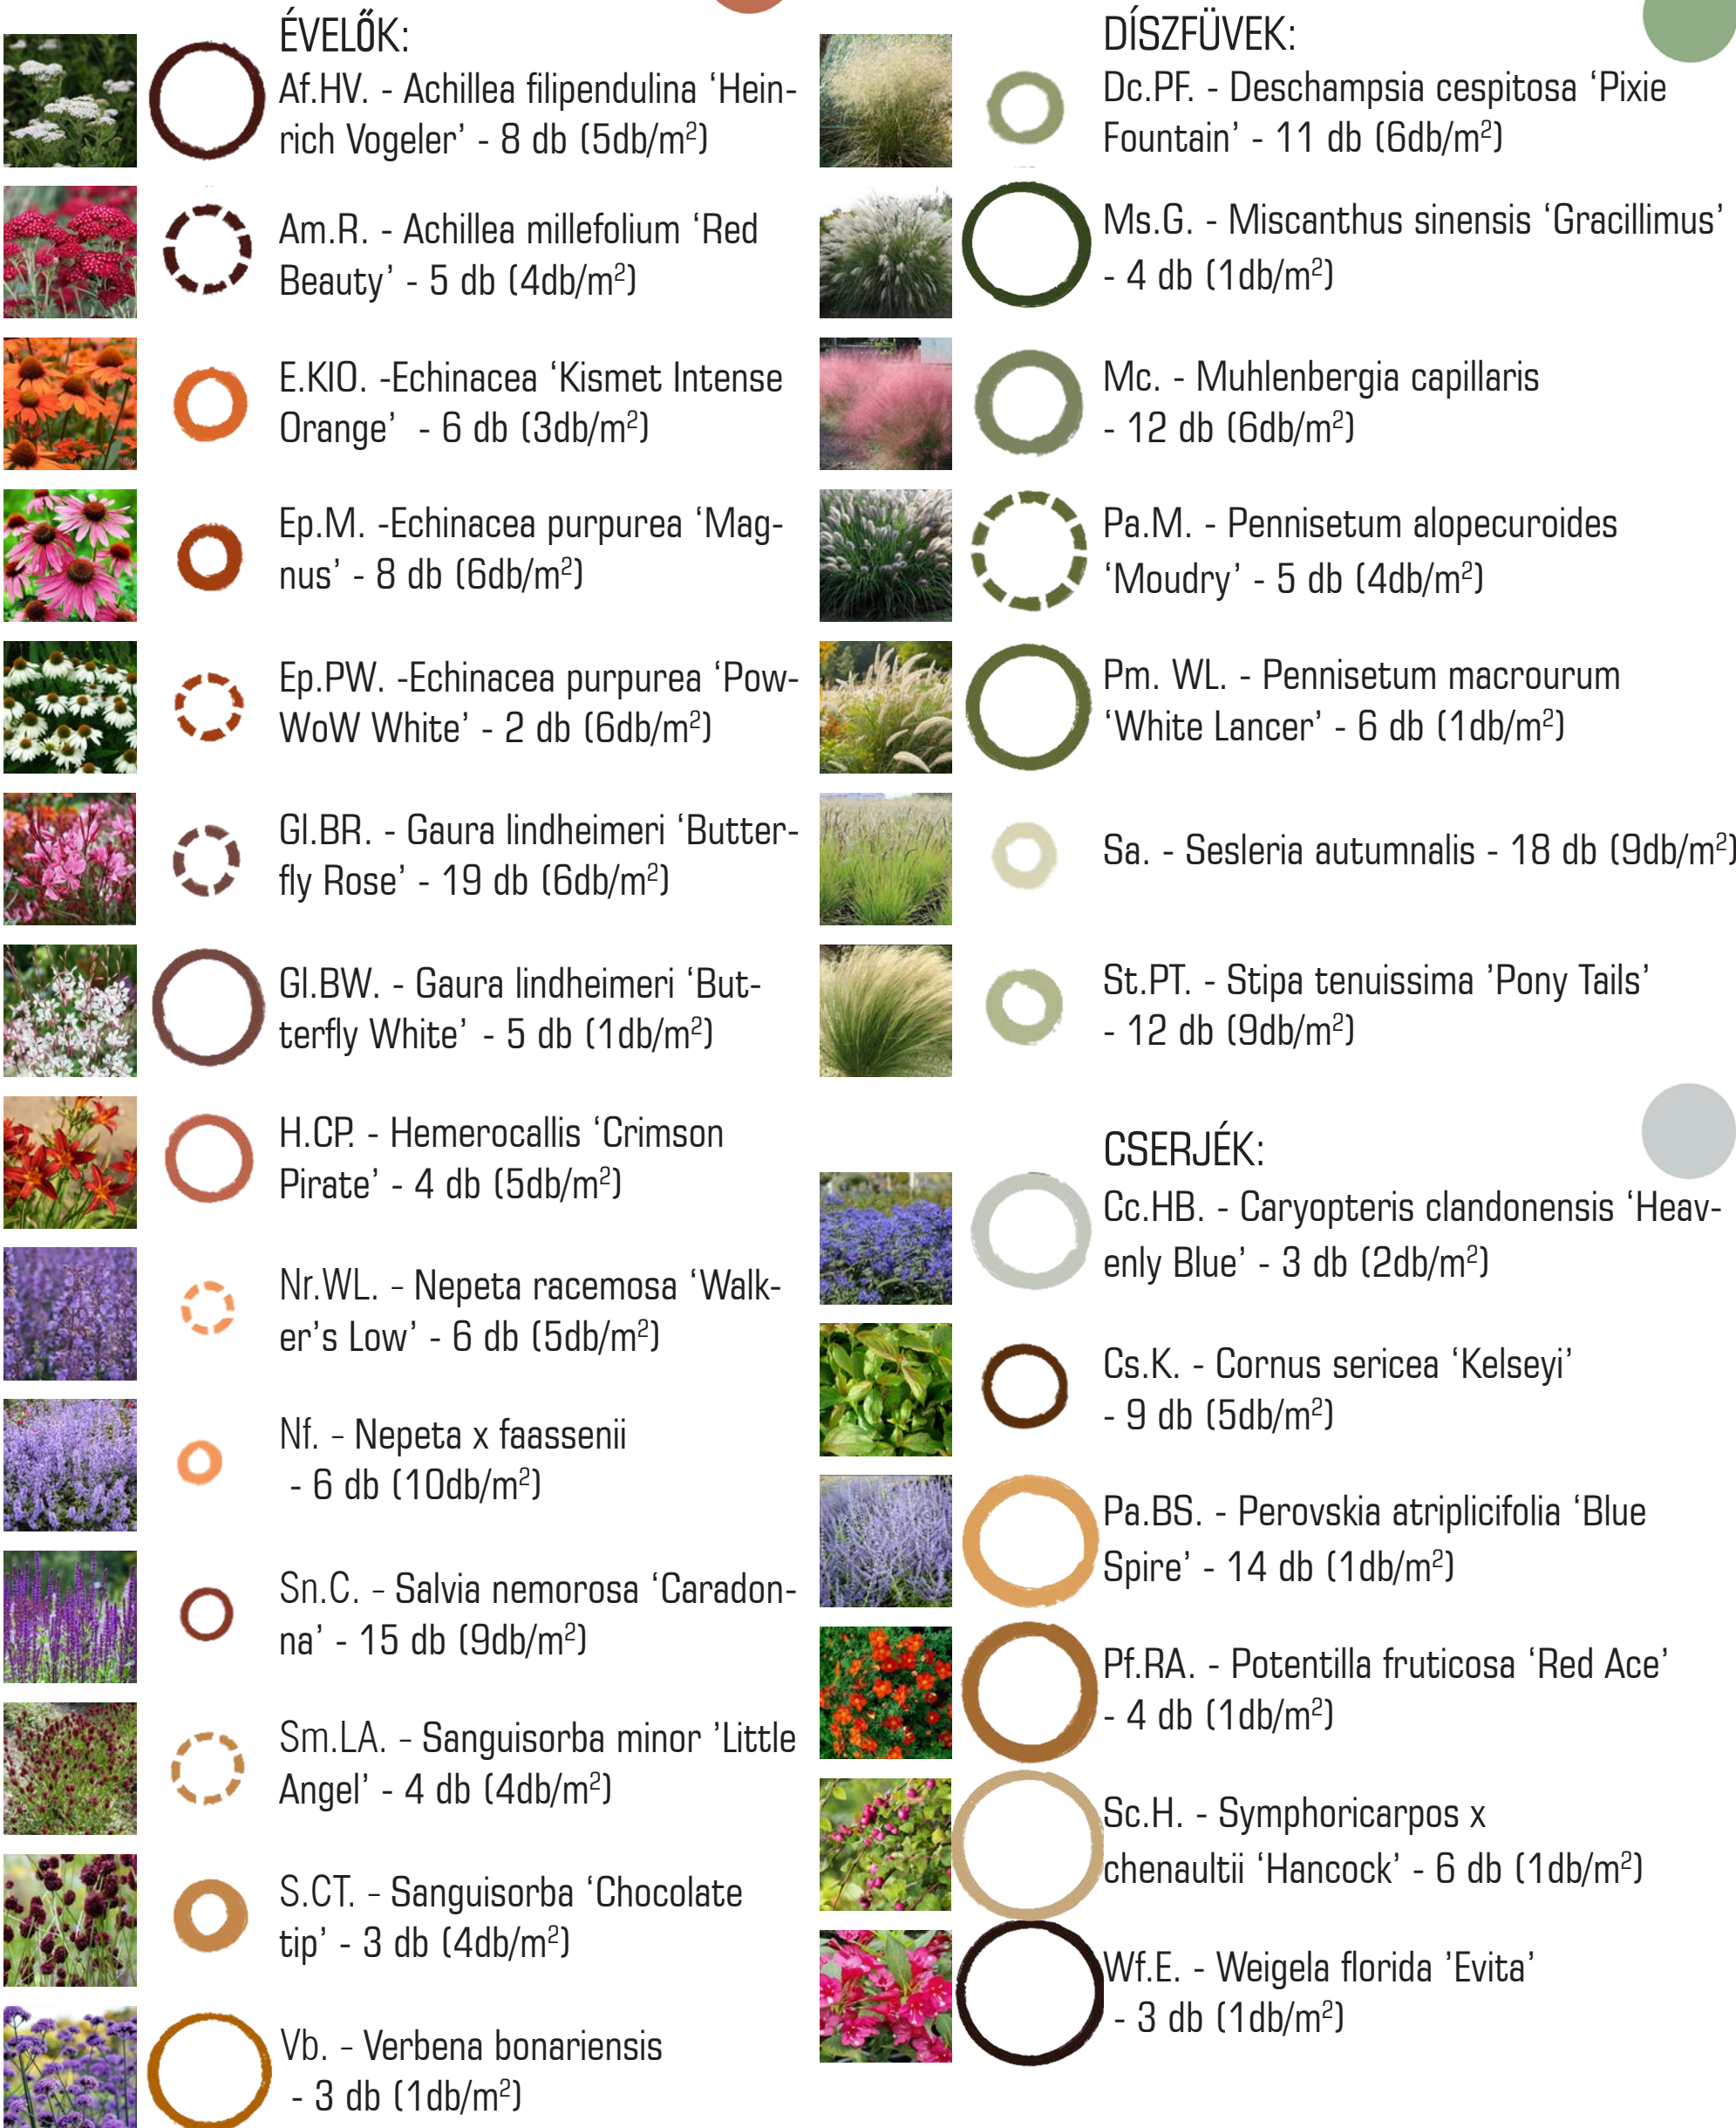 ÉVELŐK:
Af.HV. - Achillea filipendulina ‘Hein-
rich Vogeler’ - 8 db (5db/m²)
Am.R. - Achillea millefolium ‘Red
Beauty’ - 5 db (4db/m²)
E.KIO. -Echinacea ‘Kismet Intense
Orange’ - 6 db (3db/m²)
Ep.M. -Echinacea purpurea ‘Mag-
nus’ - 8 db (6db/m²)
Ep.PW. -Echinacea purpurea ‘Pow-
WoW White’ - 2 db (6db/m²)
Gl.BR. - Gaura lindheimeri ‘Butter-
fly Rose’ - 19 db (6db/m²)
Gl.BW. - Gaura lindheimeri ‘But-
terfly White’ - 5 db (1db/m²)
H.CP. - Hemerocallis ‘Crimson
Pirate’ - 4 db (5db/m²)
Nr.WL. - Nepeta racemosa ‘Walk-
er’s Low’ - 6 db (5db/m²)
Nf. - Nepeta x faassenii
- 6 db (10db/m²)
Sn.C. - Salvia nemorosa ‘Caradon-
na’ - 15 db (9db/m²)
Sm.LA. - Sanguisorba minor ’Little
Angel’ - 4 db (4db/m²)
S.CT. - Sanguisorba ‘Chocolate
tip’ - 3 db (4db/m²)
Vb. - Verbena bonariensis
- 3 db (1db/m²)
DÍSZFÜVEK:
Dc.PF. - Deschampsia cespitosa ‘Pixie
Fountain’ - 11 db (6db/m²)
Ms.G. - Miscanthus sinensis ‘Gracillimus’
- 4 db (1db/m²)
Mc. - Muhlenbergia capillaris
- 12 db (6db/m²)
Pa.M. - Pennisetum alopecuroides
‘Moudry’ - 5 db (4db/m²)
Pm. WL. - Pennisetum macrourum
‘White Lancer’ - 6 db (1db/m²)
Sa. - Sesleria autumnalis - 18 db (9db/m²)
St.PT. - Stipa tenuissima ’Pony Tails’
- 12 db (9db/m²)
CSERJÉK:
Cc.HB. - Caryopteris clandonensis ‘Heav-
enly Blue’ - 3 db (2db/m²)
Cs.K. - Cornus sericea ‘Kelseyi’
- 9 db (5db/m²)
Pa.BS. - Perovskia atriplicifolia ‘Blue
Spire’ - 14 db (1db/m²)
Pf.RA. - Potentilla fruticosa ‘Red Ace’
- 4 db (1db/m²)
Sc.H. - Symphoricarpos x
chenaultii ‘Hancock’ - 6 db (1db/m²)
Wf.E. - Weigela florida ’Evita’
- 3 db (1db/m²)